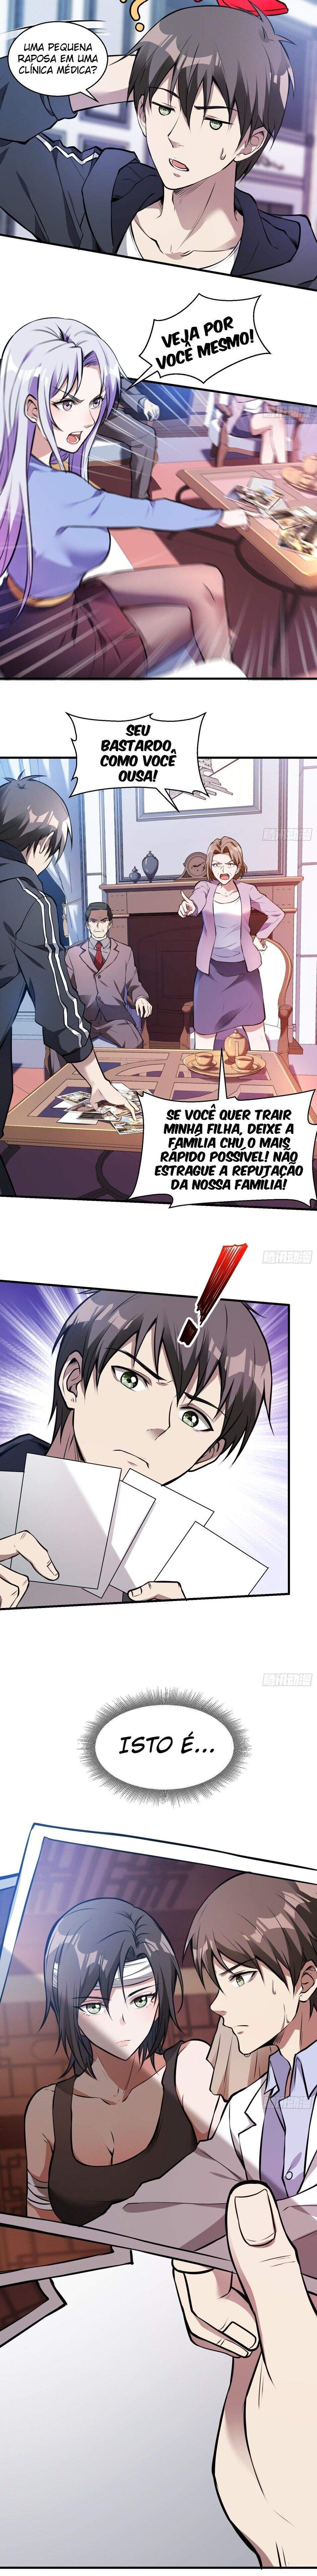 UMA PEQUENA
RAPOSA EM UMA
CLÍNICA MÉDICA?
VEJA POR
VOCÊ MESMO!
SEU
BASTARDO,
COMO VOCÊ
OUSA!
SE VOCÊ QUER TRAIR
MINHA FILHA, DEIXE A
FAMÍLIA CHU O MAIS
RÁPIDO POSSÍVEL! NÃO
ESTRAGUE A REPUTAÇÃO
DA NOSSA FAMÍLIA!
ISTO É...